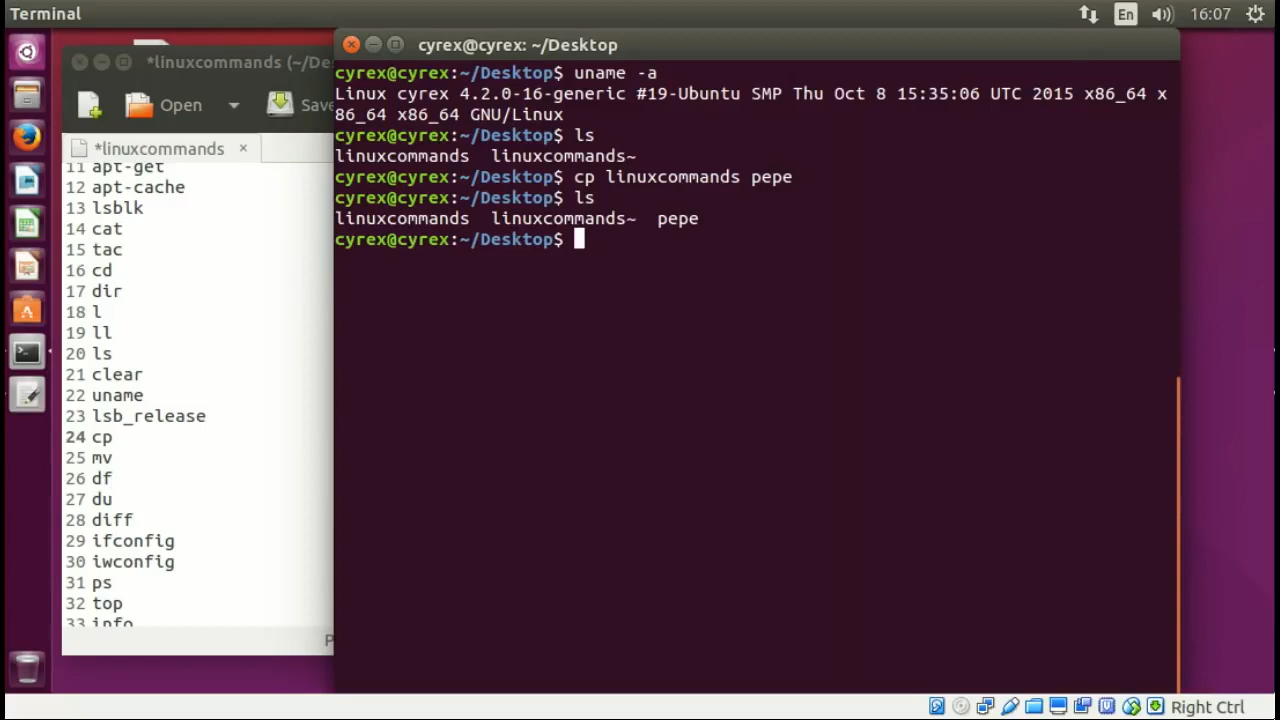 Terminal
En
16:07
*linuxcommands (~/De
Open
Save
*linuxcommands ×
11 apt-get
12 apt-cache
13 lsblk
14 cat
15 tac
16 cd
17 dir
18 l
19 ll
20 ls
21 clear
22 uname
23 lsb_release
24 cp
25 mv
26 df
27 du
28 diff
29 ifconfig
30 iwconfig
31 ps
32 top
33 info
cyrex@cyrex: ~/Desktop
cyrex@cyrex:~/Desktop$ uname -a
Linux cyrex 4.2.0-16-generic #19-Ubuntu SMP Thu Oct 8 15:35:06 UTC 2015 x86_64 x
86_64 x86_64 GNU/Linux
cyrex@cyrex:~/Desktop$ ls
linuxcommands  linuxcommands~
cyrex@cyrex:~/Desktop$ cp linuxcommands pepe
cyrex@cyrex:~/Desktop$ ls
linuxcommands  linuxcommands~  pepe
cyrex@cyrex:~/Desktop$
Right Ctrl